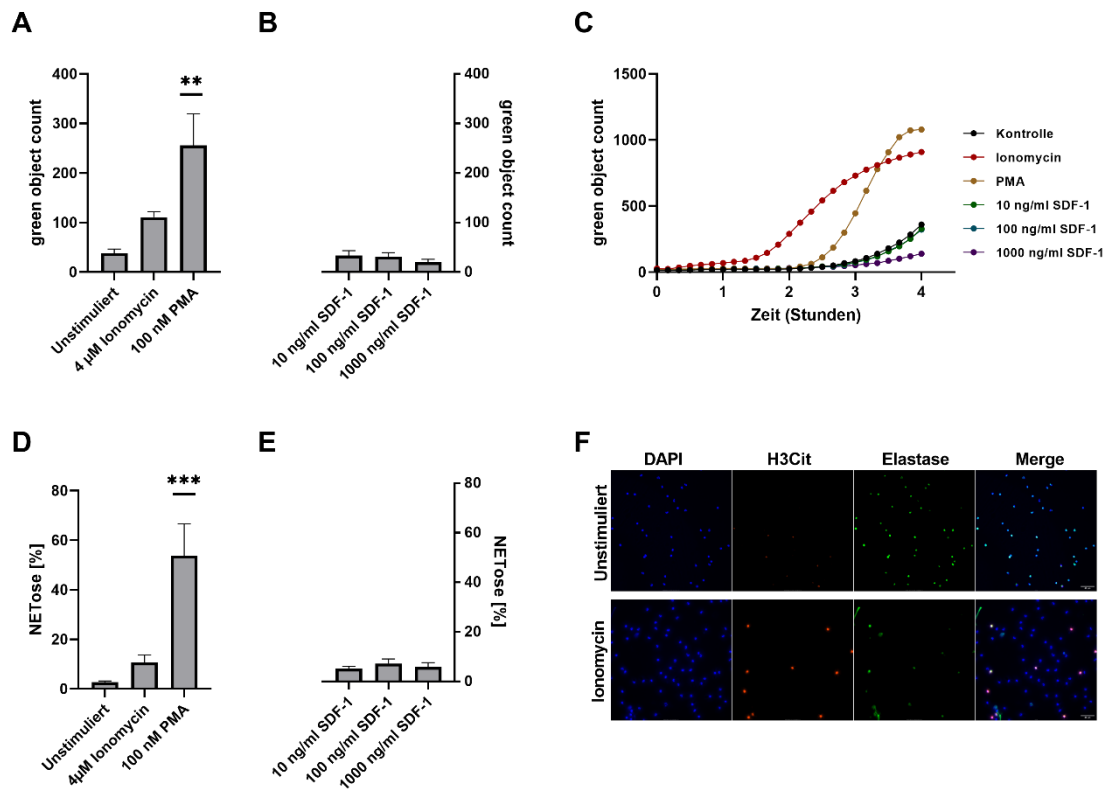 A
green object count
400
300
200
100
0
**
Unstimuliert
4 µM Ionomycin
100 nM PMA
B
400
300
200
100
0
green object count
10 ng/ml SDF-1
100 ng/ml SDF-1
1000 ng/ml SDF-1
C
green object count
1500
1000
500
0
0
1
2
3
4
Zeit (Stunden)
Kontrolle
Ionomycin
PMA
10 ng/ml SDF-1
100 ng/ml SDF-1
1000 ng/ml SDF-1
D
NETose [%]
80
60
40
20
0
***
Unstimuliert
4µM Ionomycin
100 nM PMA
E
80
60
40
20
0
NETose [%]
10 ng/ml SDF-1
100 ng/ml SDF-1
1000 ng/ml SDF-1
F
DAPI
H3Cit
Elastase
Merge
Unstimuliert
Ionomycin